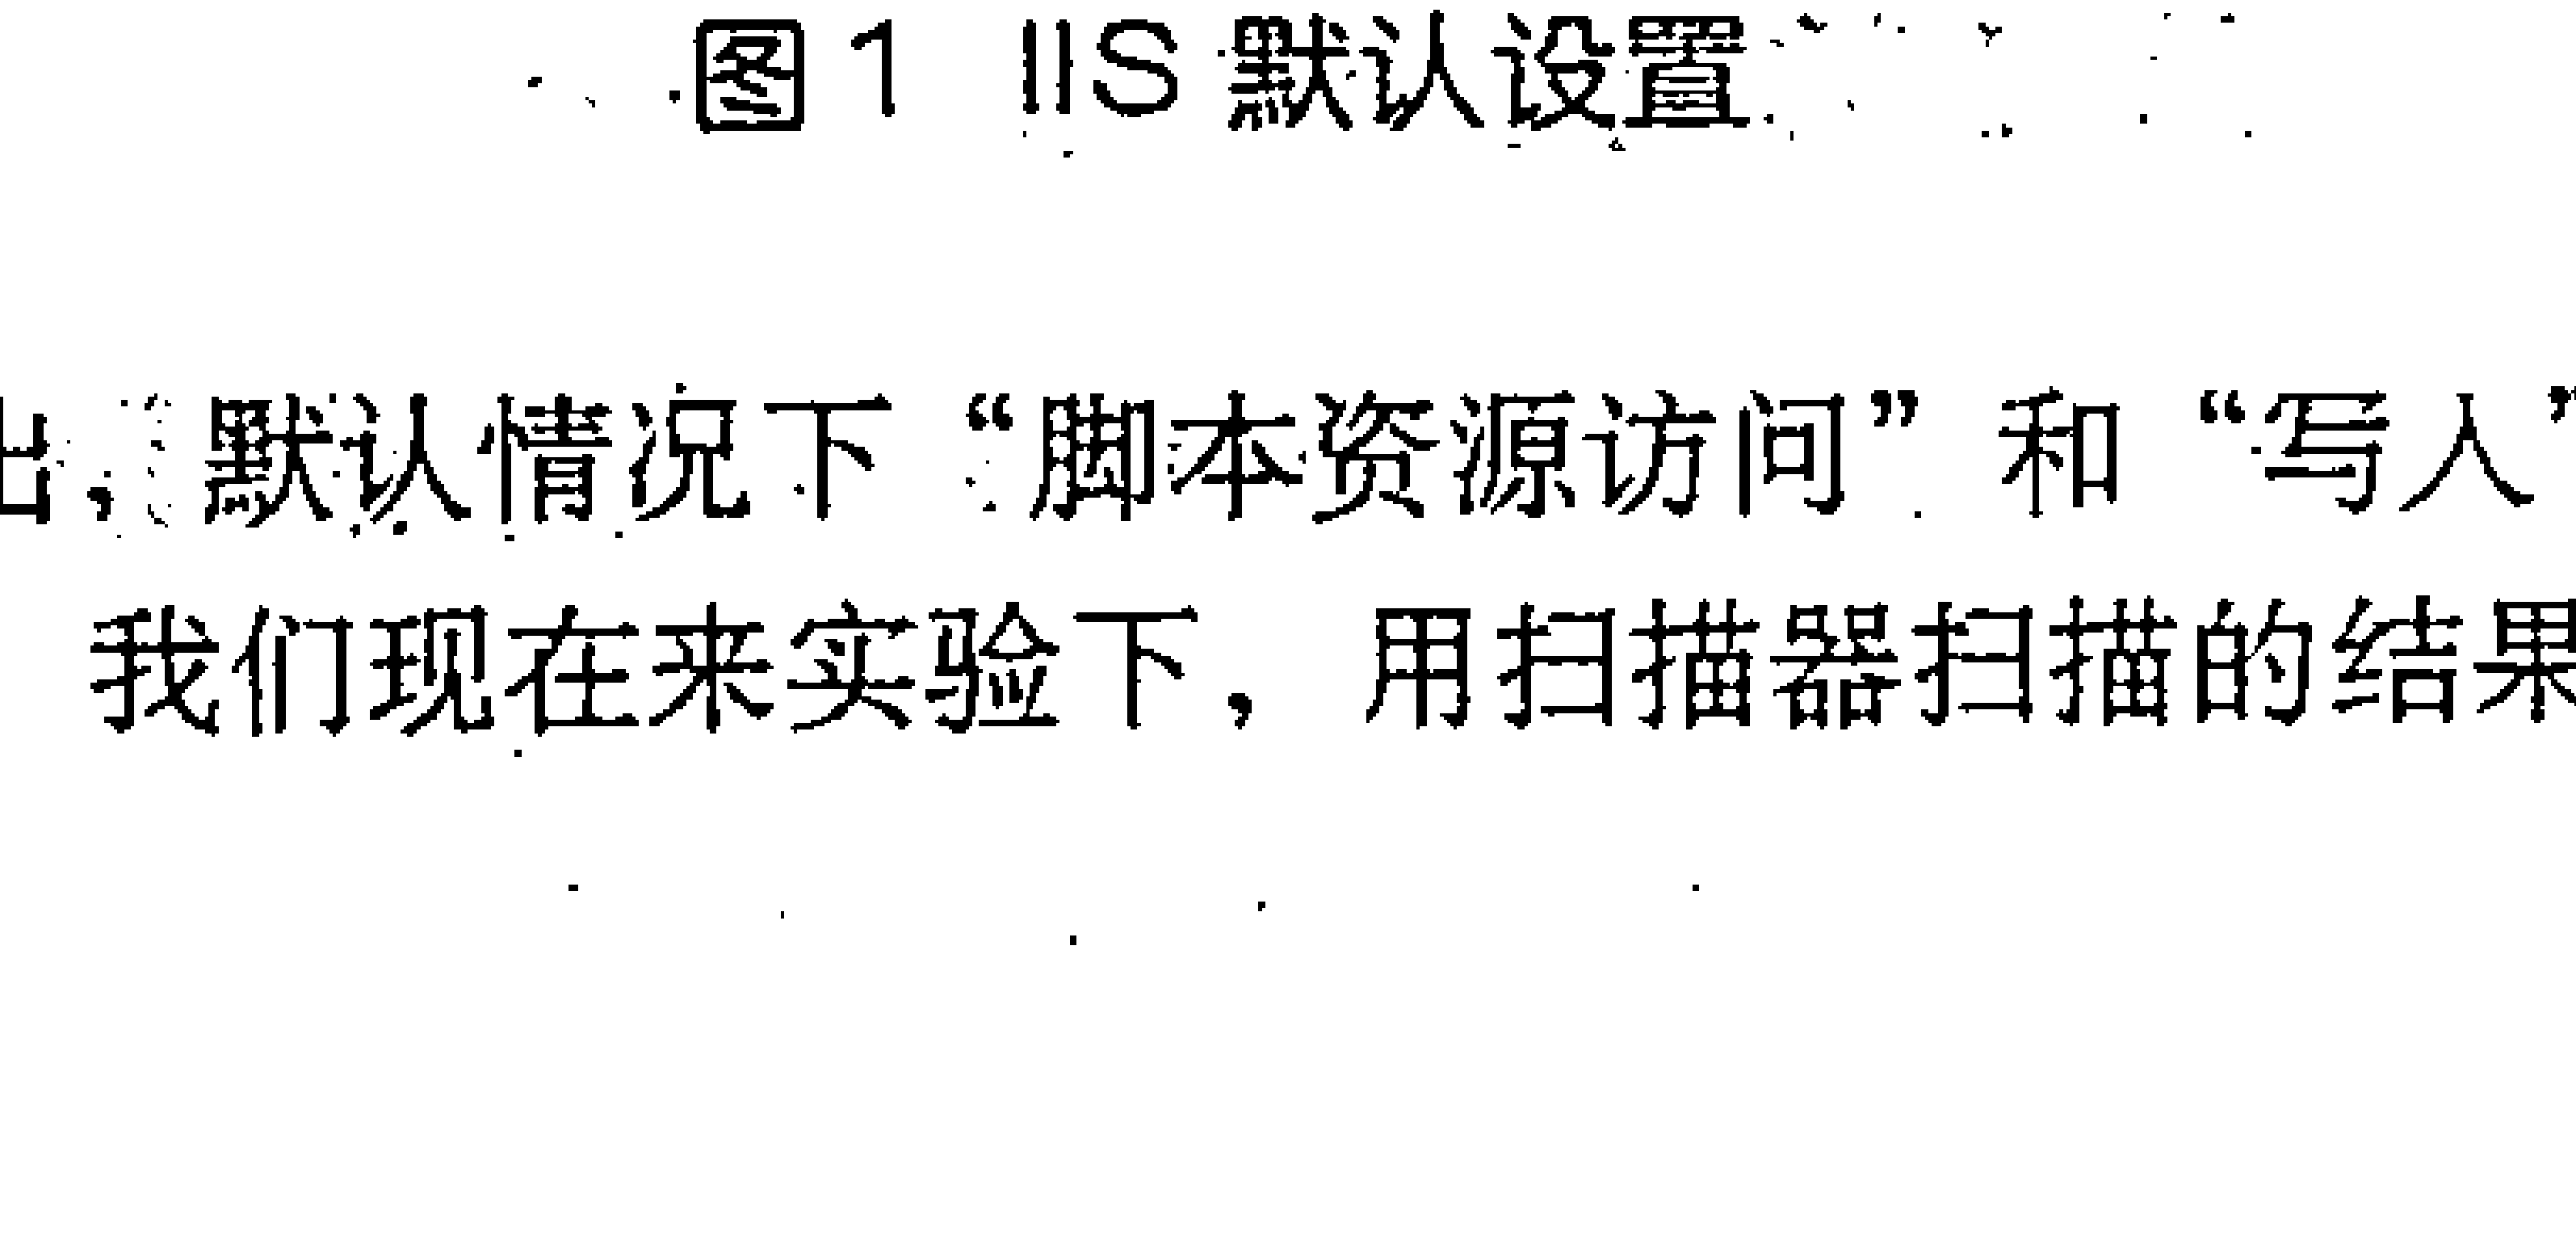 图1 IIS 默认设置
出，默认情况下“脚本资源访问”和“写人”
我们现在来实验下，用扫描器扫描的结果